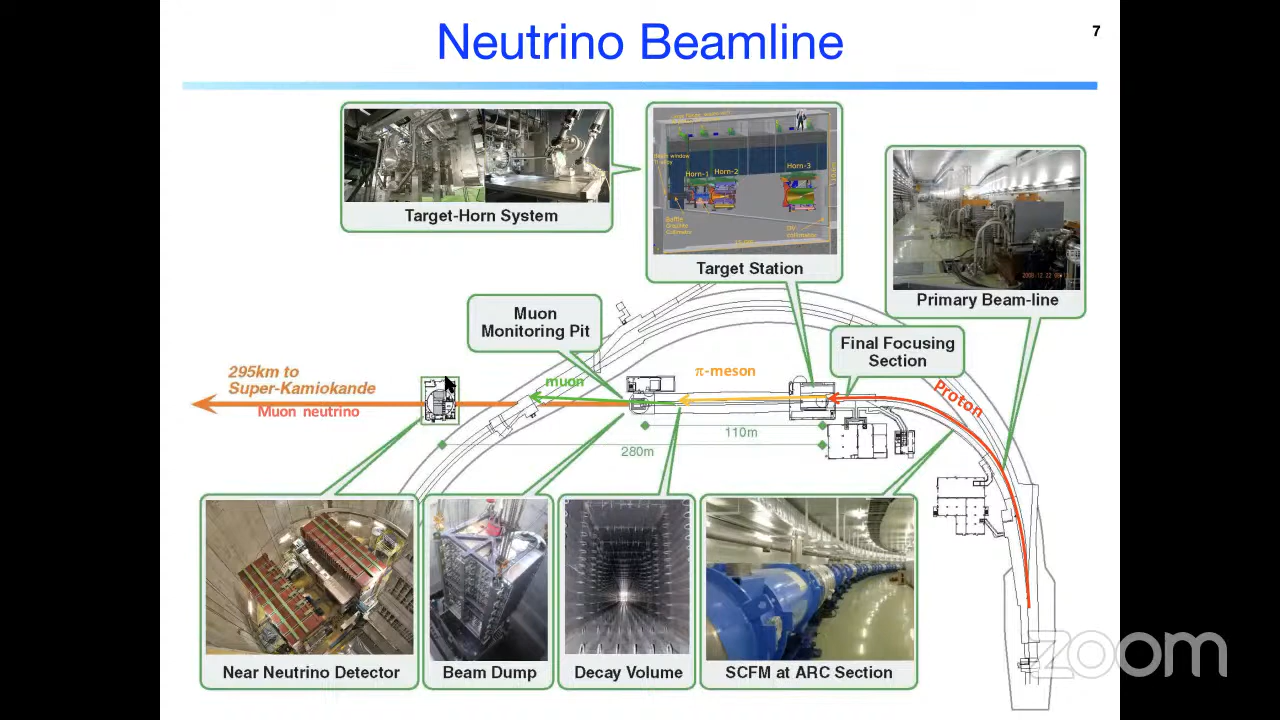 Neutrino Beamline
7
Target-Horn System
Horn-1
Horn-2
Horn-3
Target Station
Primary Beam-line
Muon
Monitoring Pit
Final Focusing
Section
295km to
Super-Kamiokande
Muon neutrino
muon
π-meson
Proton
110m
280m
Near Neutrino Detector
Beam Dump
Decay Volume
SCFM at ARC Section
zoom